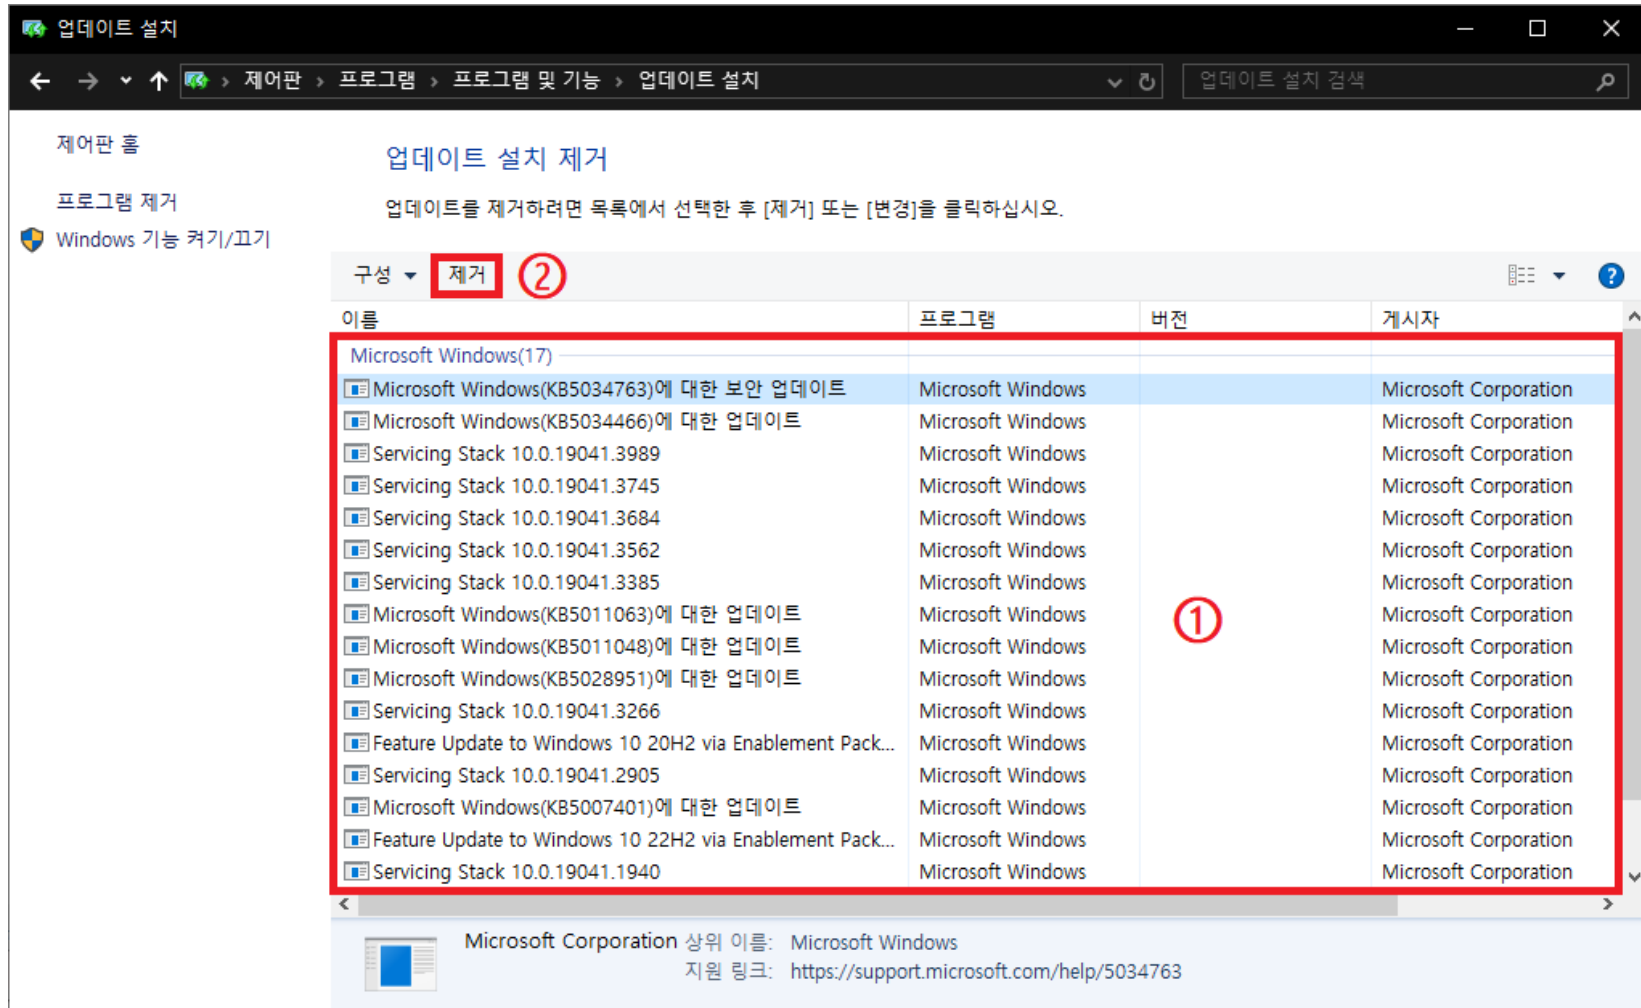 업데이트 설치
제어판 › 프로그램 › 프로그램 및 기능 › 업데이트 설치
업데이트 설치 검색
제어판 홈
프로그램 제거
Windows 기능 켜기/끄기
업데이트 설치 제거
업데이트를 제거하려면 목록에서 선택한 후 [제거] 또는 [변경]을 클릭하십시오.
구성 제거 ②
이름 프로그램 버전 게시자
Microsoft Windows(17)
Microsoft Windows(KB5034763)에 대한 보안 업데이트 Microsoft Windows Microsoft Corporation
Microsoft Windows(KB5034466)에 대한 업데이트 Microsoft Windows Microsoft Corporation
Servicing Stack 10.0.19041.3989 Microsoft Windows Microsoft Corporation
Servicing Stack 10.0.19041.3745 Microsoft Windows Microsoft Corporation
Servicing Stack 10.0.19041.3684 Microsoft Windows Microsoft Corporation
Servicing Stack 10.0.19041.3562 Microsoft Windows Microsoft Corporation
Servicing Stack 10.0.19041.3385 Microsoft Windows Microsoft Corporation
Microsoft Windows(KB5011063)에 대한 업데이트 Microsoft Windows ① Microsoft Corporation
Microsoft Windows(KB5011048)에 대한 업데이트 Microsoft Windows Microsoft Corporation
Microsoft Windows(KB5028951)에 대한 업데이트 Microsoft Windows Microsoft Corporation
Servicing Stack 10.0.19041.3266 Microsoft Windows Microsoft Corporation
Feature Update to Windows 10 20H2 via Enablement Pack... Microsoft Windows Microsoft Corporation
Servicing Stack 10.0.19041.2905 Microsoft Windows Microsoft Corporation
Microsoft Windows(KB5007401)에 대한 업데이트 Microsoft Windows Microsoft Corporation
Feature Update to Windows 10 22H2 via Enablement Pack... Microsoft Windows Microsoft Corporation
Servicing Stack 10.0.19041.1940 Microsoft Windows Microsoft Corporation
Microsoft Corporation 상위 이름: Microsoft Windows
지원 링크: https://support.microsoft.com/help/5034763